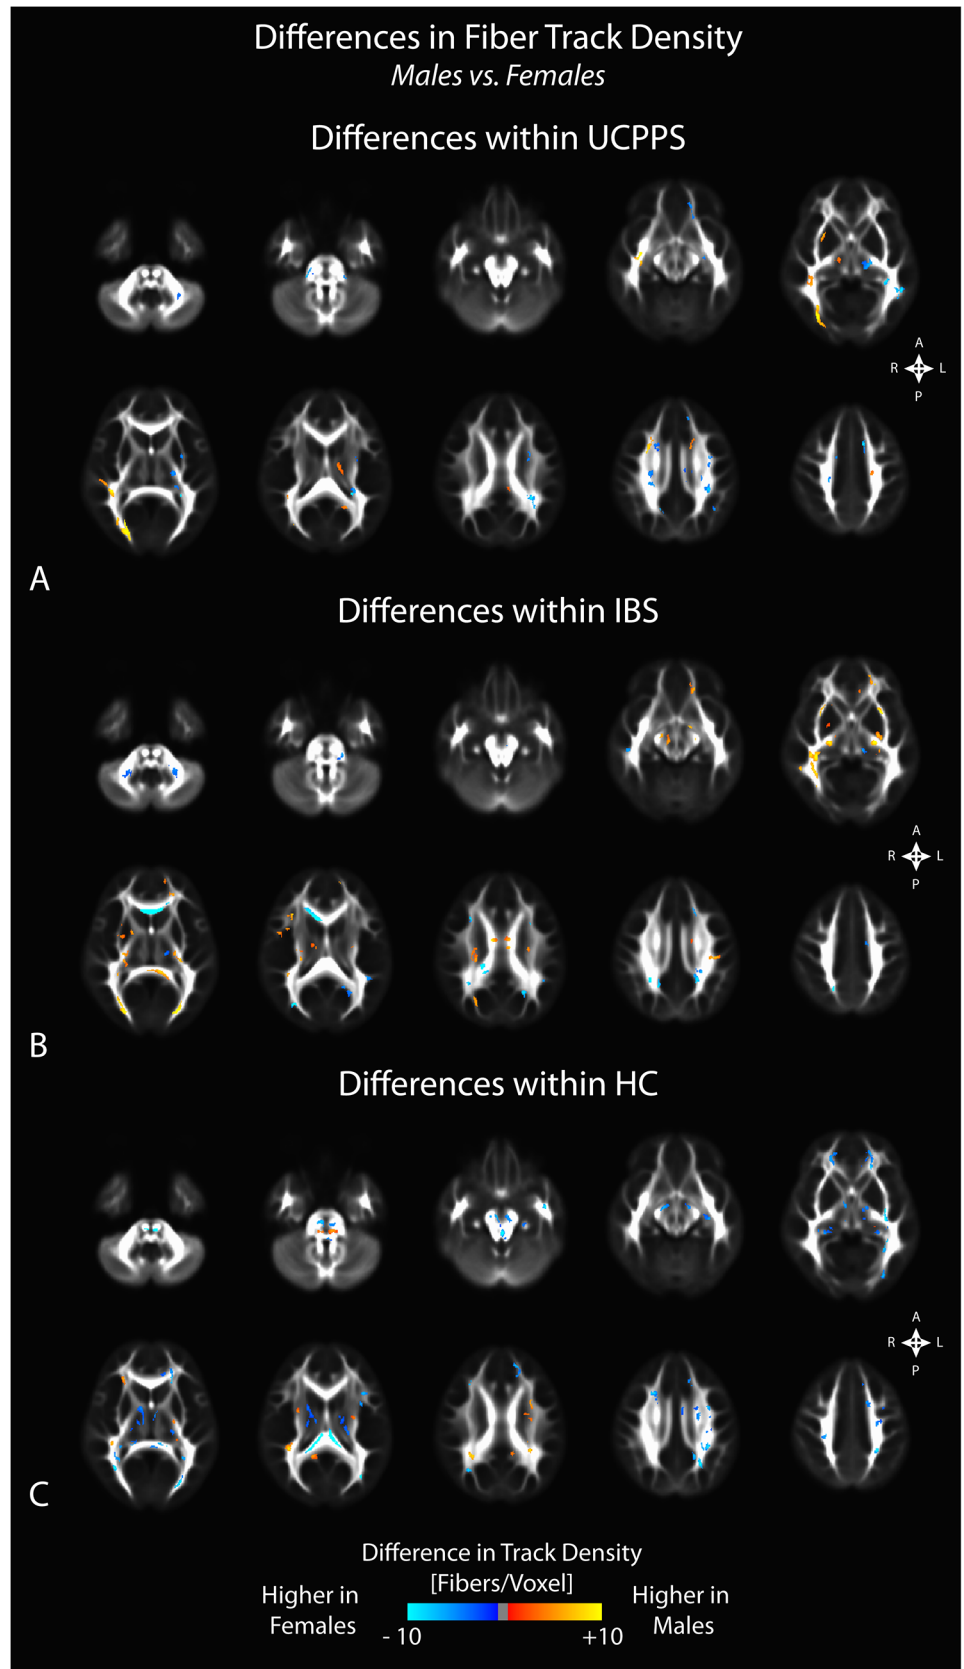 Differences in Fiber Track Density
Males vs. Females
Differences within UCPPS
A
R L
P
A
Differences within IBS
A
R L
P
B
Differences within HC
A
R L
P
C
Difference in Track Density
[Fibers/Voxel]
Higher in
Females
Higher in
Males
- 10
+10